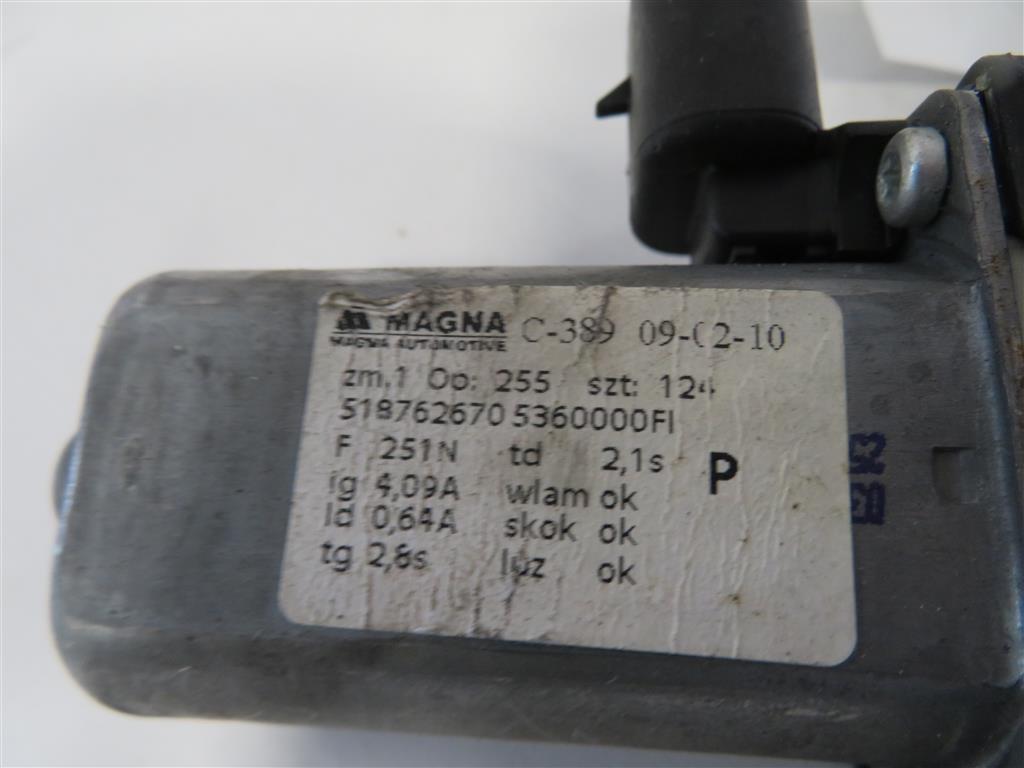 MAGNA C-389 09-02-10
MAGNA AUTOMOTIVE
zm.1 Op: 255 szt: 124
518762670 5360000FI
F 251N td 2,1s
Ig 4,09A wlam ok
Id 0,64A skok ok
tg 2,8s luz ok
P